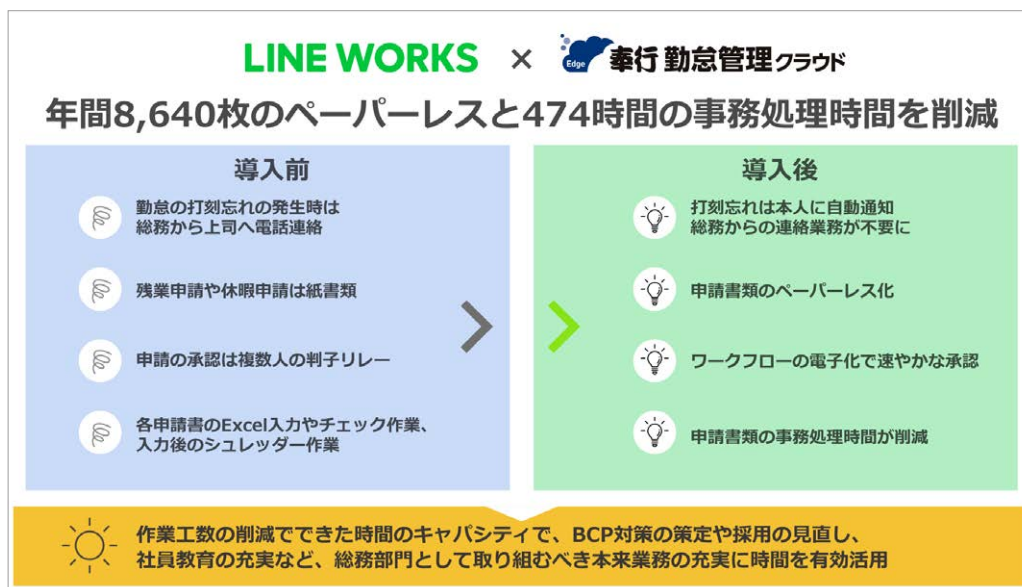 LINE WORKS × Edge 奉行 勤怠管理クラウド
年間8,640枚のペーパーレスと474時間の事務処理時間を削減
導入前
勤怠の打刻忘れの発生時は
総務から上司へ電話連絡
残業申請や休暇申請は紙書類
申請の承認は複数人の判子リレー
各申請書のExcel入力やチェック作業、
入力後のシュレッダー作業
導入後
打刻忘れは本人に自動通知
総務からの連絡業務が不要に
申請書類のペーパーレス化
ワークフローの電子化で速やかな承認
申請書類の事務処理時間が削減
作業工数の削減でできた時間のキャパシティで、BCP対策の策定や採用の見直し、
社員教育の充実など、総務部門として取り組むべき本来業務の充実に時間を有効活用